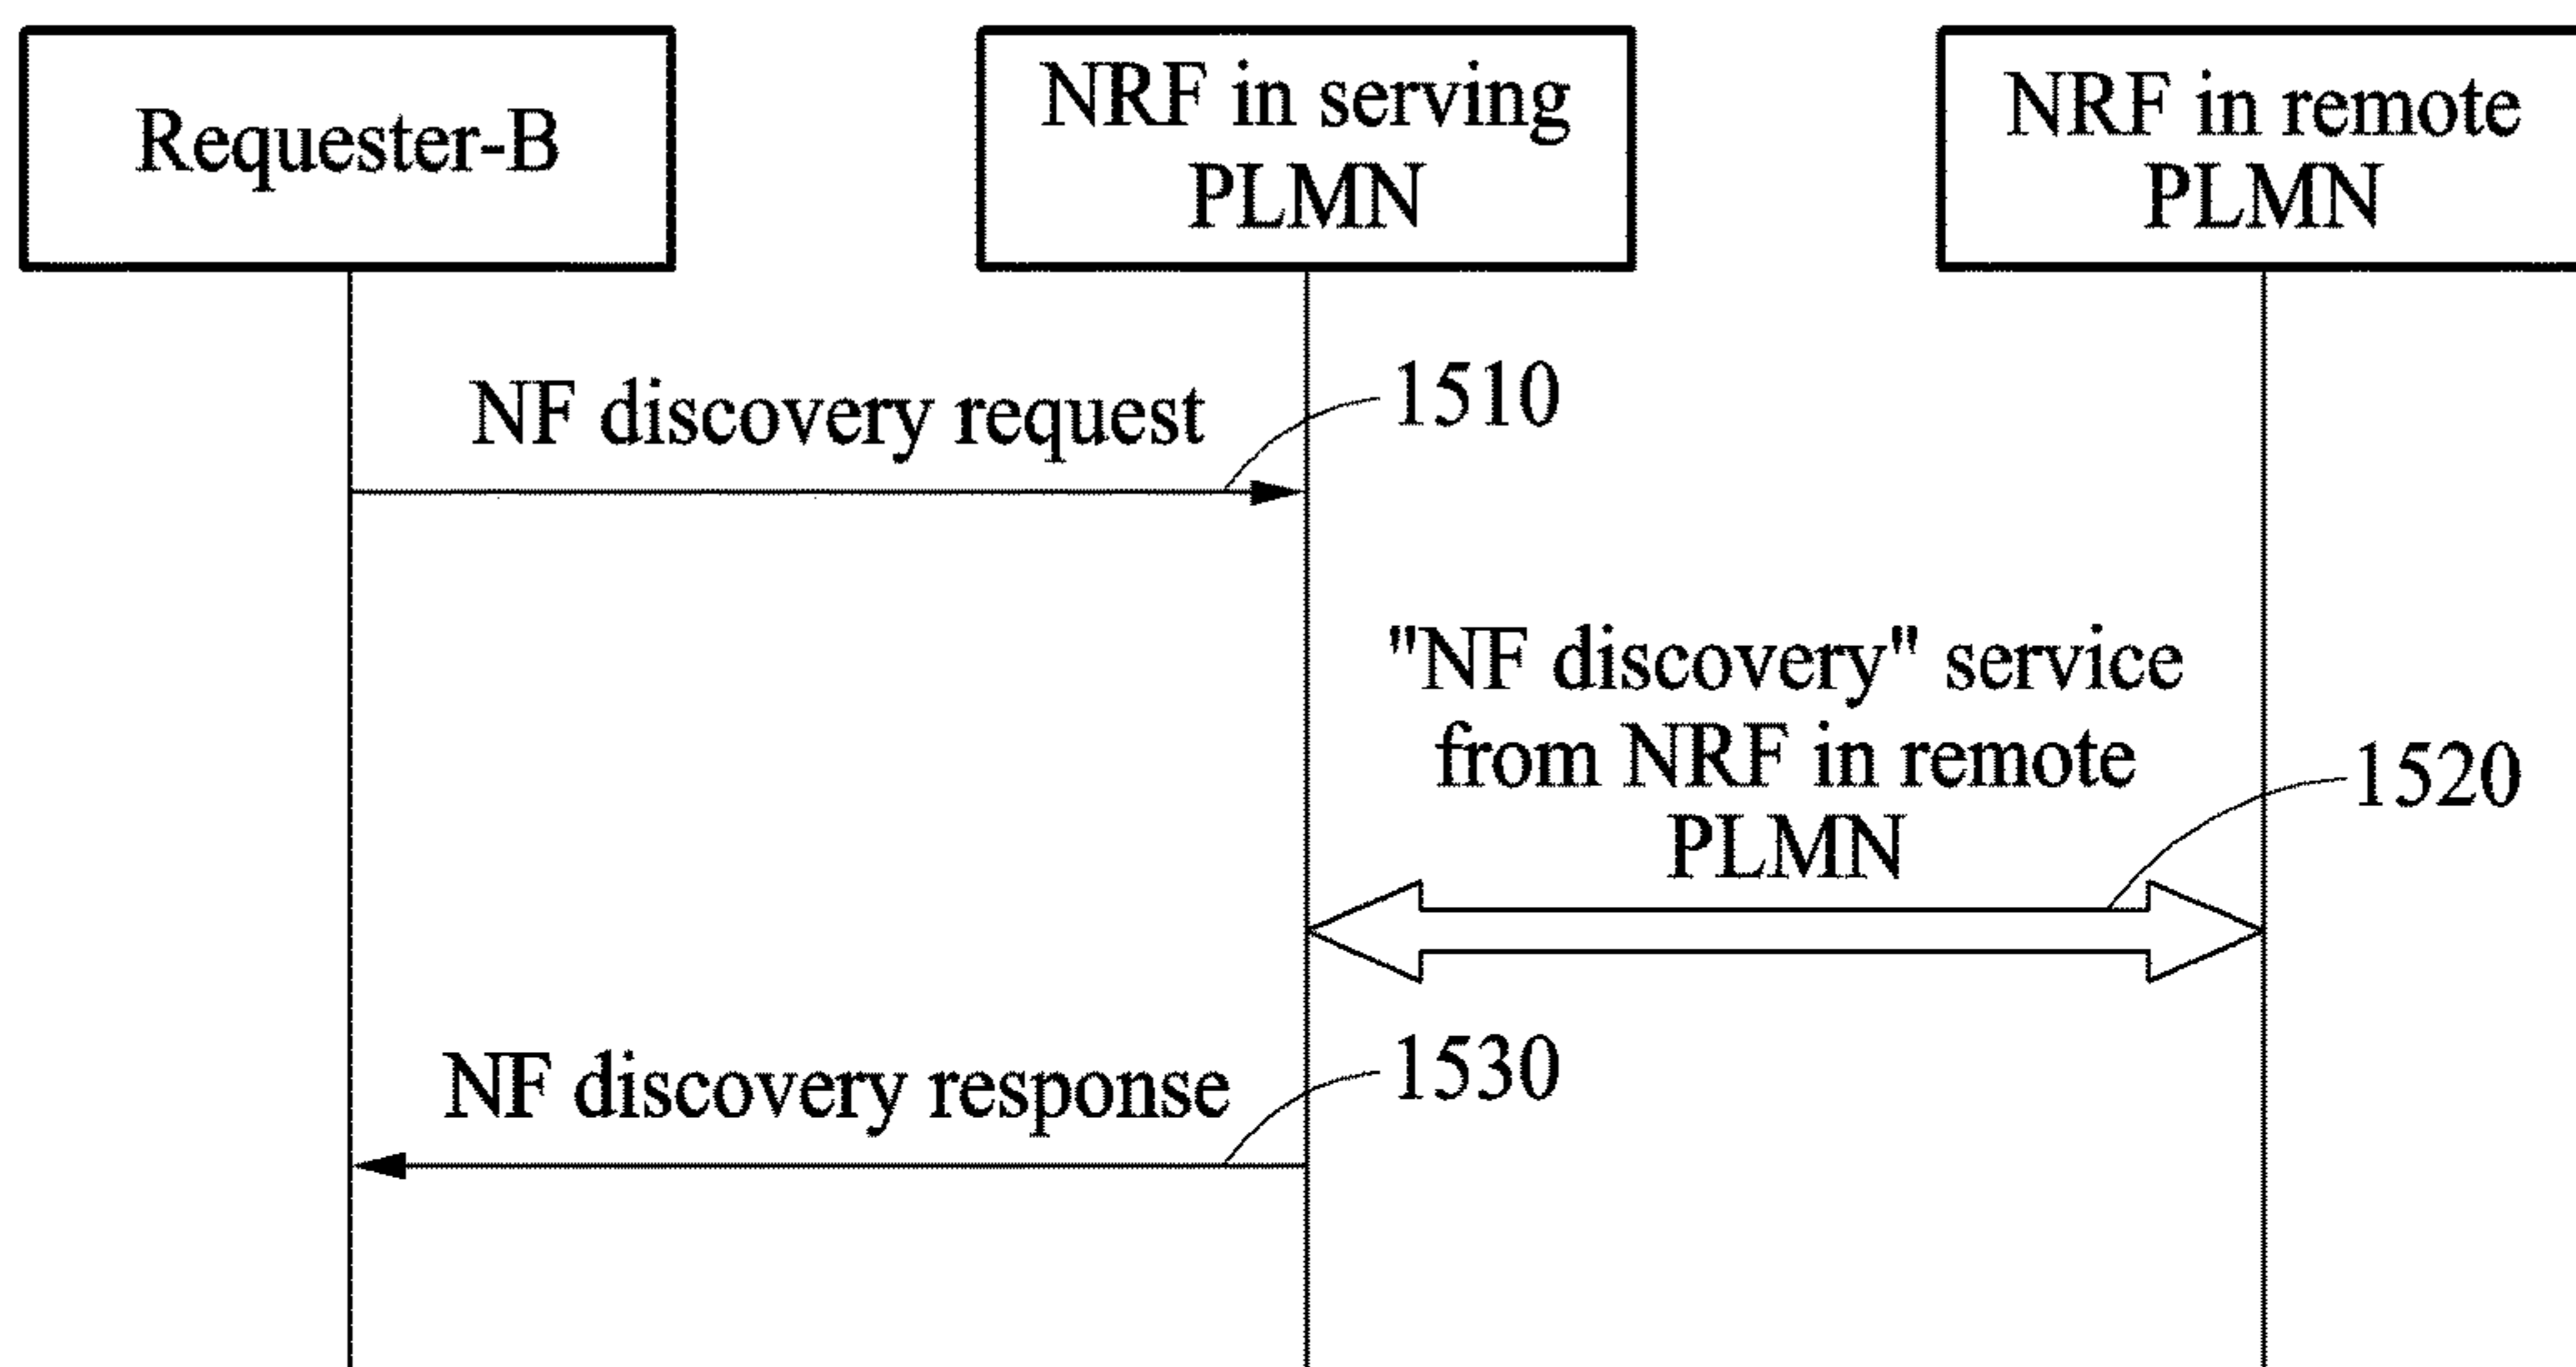 Requester-B
NRF in serving
PLMN
NRF in remote
PLMN
NF discovery request
1510
"NF discovery" service
from NRF in remote
PLMN
1520
NF discovery response
1530